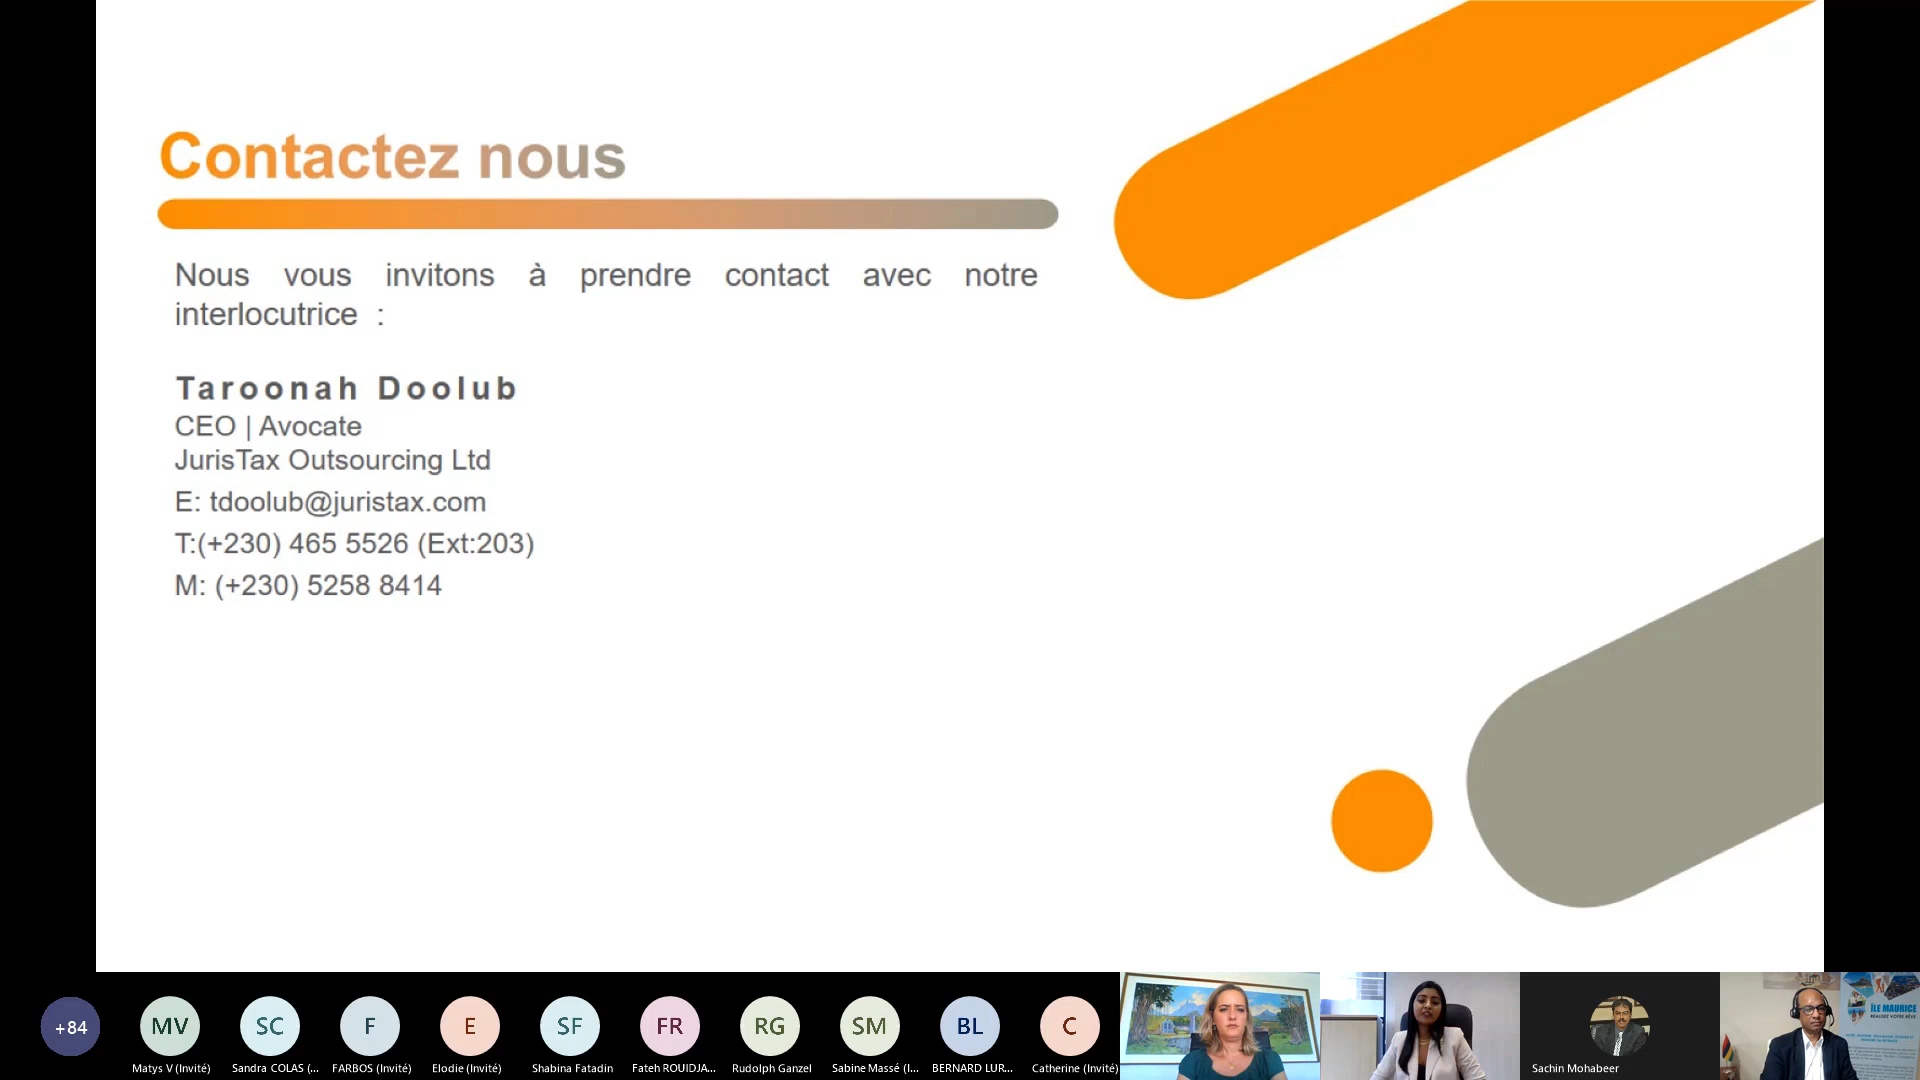 Contactez nous
Nous vous invitons à prendre contact avec notre
interlocutrice :
Taroonah Doolub
CEO | Avocate
JurisTax Outsourcing Ltd
E: tdoolub@juristax.com
T:(+230) 465 5526 (Ext:203)
M: (+230) 5258 8414
+84
MV
SC
F
E
SF
FR
RG
SM
BL
C
Matys V (Invité)
Sandra COLAS (...
FARBOS (Invité)
Elodie (Invité)
Shabina Fatadin
Fateh ROUIDJA...
Rudolph Ganzel
Sabine Massé (I...
BERNARD LUR...
Catherine (Invité)
Sachin Mohabeer
ÎLE MAURICE